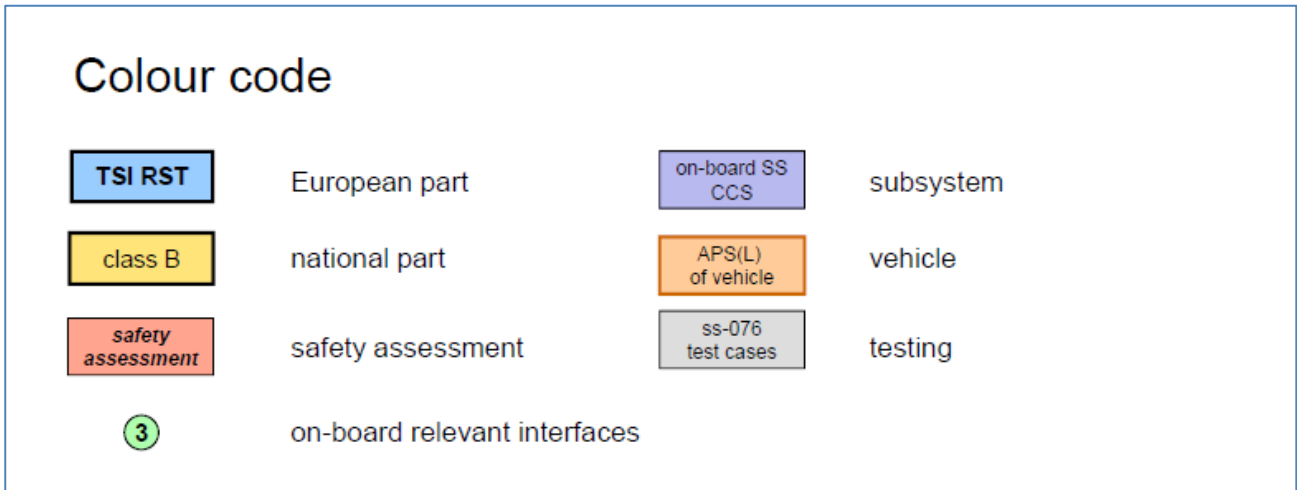 Colour code
TSI RST
European part
on-board SS
CCS
subsystem
class B
national part
APS(L)
of vehicle
vehicle
safety
assessment
safety assessment
ss-076
test cases
testing
3
on-board relevant interfaces